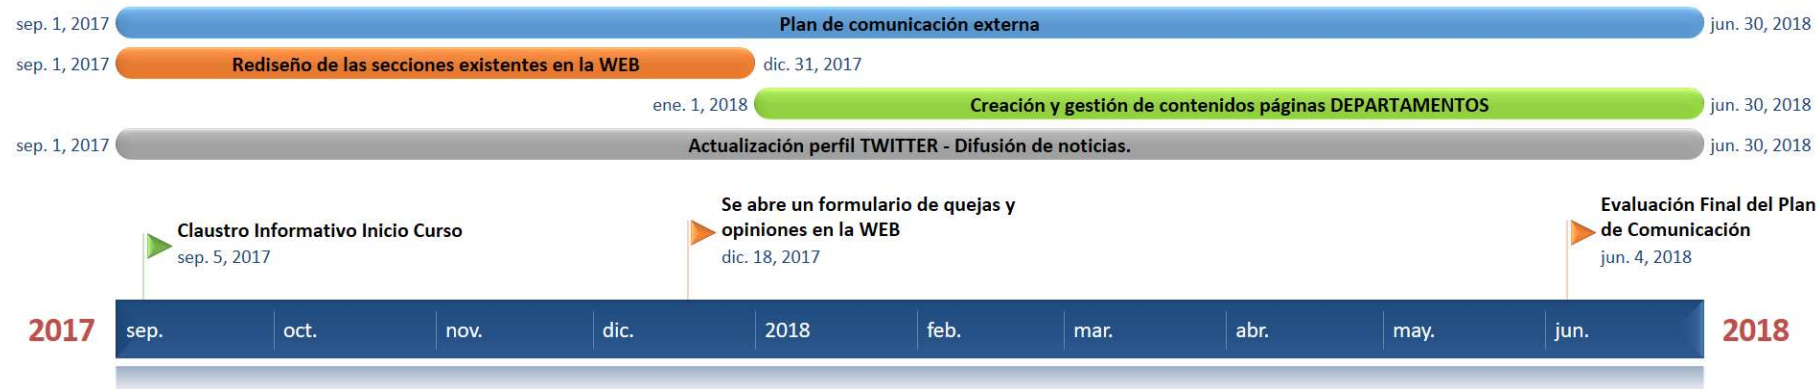 sep. 1, 2017 Plan de comunicación externa jun. 30, 2018
sep. 1, 2017 Rediseño de las secciones existentes en la WEB dic. 31, 2017
ene. 1, 2018 Creación y gestión de contenidos páginas DEPARTAMENTOS jun. 30, 2018
sep. 1, 2017 Actualización perfil TWITTER - Difusión de noticias. jun. 30, 2018
Claustro Informativo Inicio Curso
sep. 5, 2017
Se abre un formulario de quejas y
opiniones en la WEB
dic. 18, 2017
Evaluación Final del Plan
de Comunicación
jun. 4, 2018
2017 sep. oct. nov. dic. 2018 feb. mar. abr. may. jun. 2018